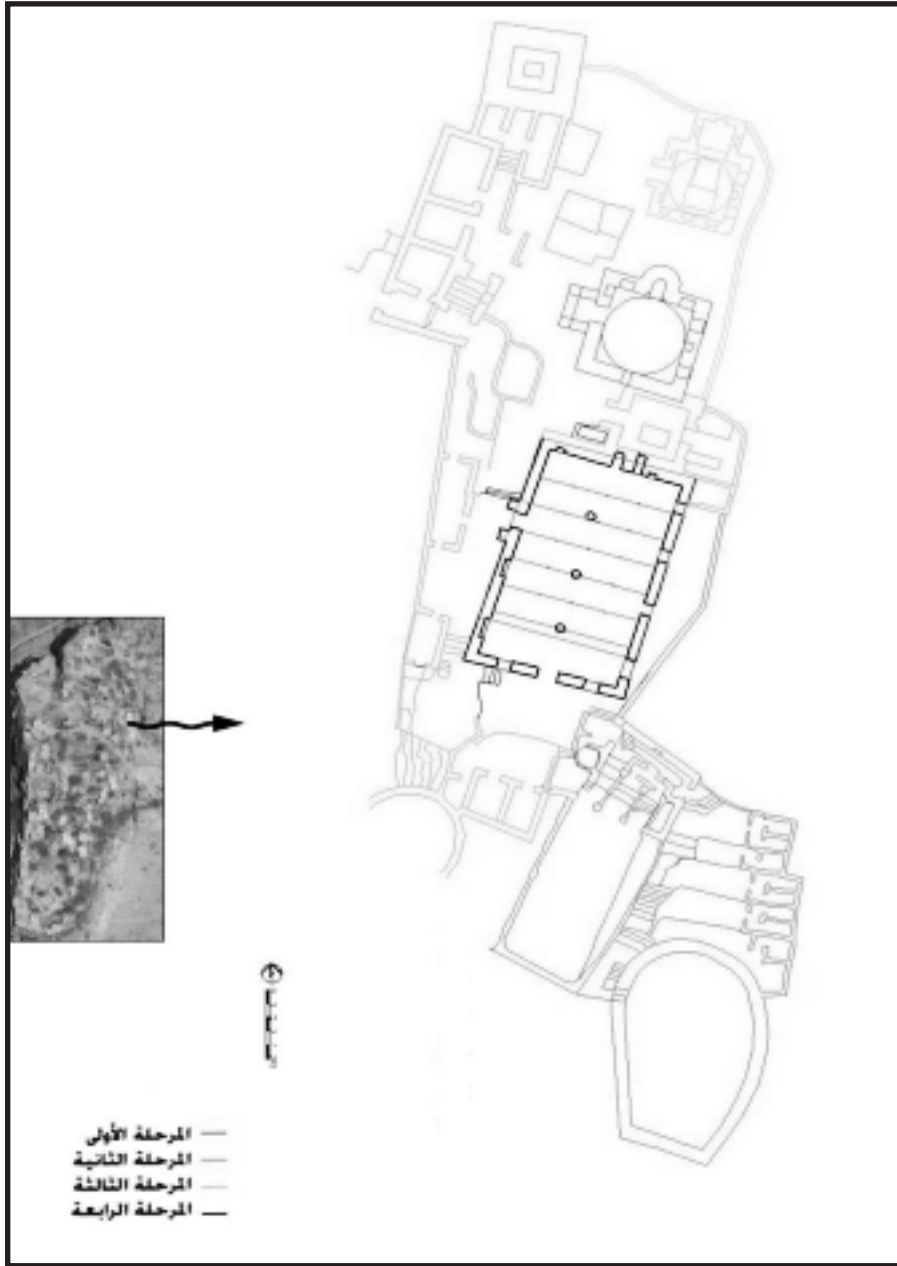 المرحلة الأولى
المرحلة الثانية
المرحلة الثالثة
المرحلة الرابعة